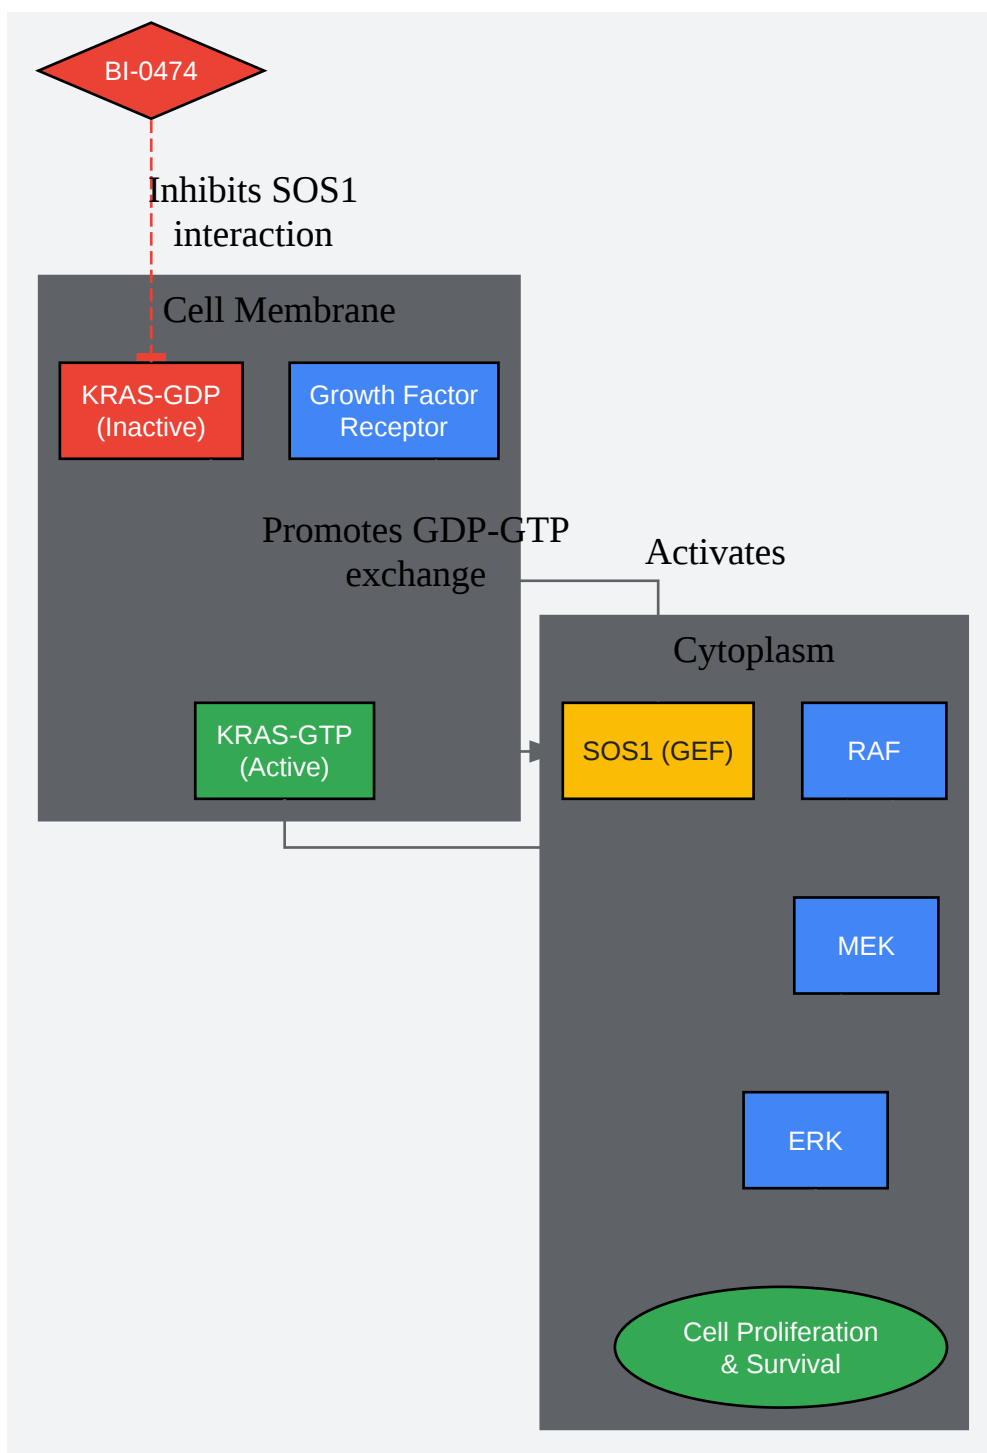 BI-0474
Inhibits SOS1
interaction
Cell Membrane
KRAS-GDP
(Inactive)
Growth Factor
Receptor
Promotes GDP-GTP
exchange
Activates
Cytoplasm
KRAS-GTP
(Active)
SOS1 (GEF)
RAF
MEK
ERK
Cell Proliferation
& Survival